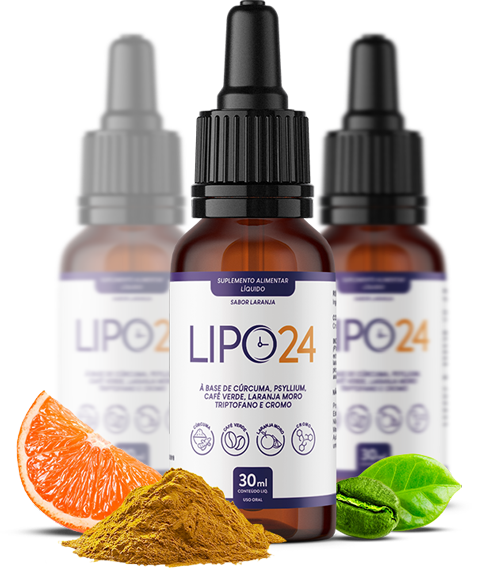 SUPLEMENTO ALIMENTAR
LÍQUIDO
SABOR LARANJA
LIPO24
À BASE DE CÚRCUMA, PSYLLIUM,
CAFÉ VERDE, LARANJA MORO
TRIPTOFANO E CROMO
CÚRCUMA
CAFÉ VERDE
LARANJA MORO
CROMO
30ml
CONTEÚDO LIQ.
USO ORAL